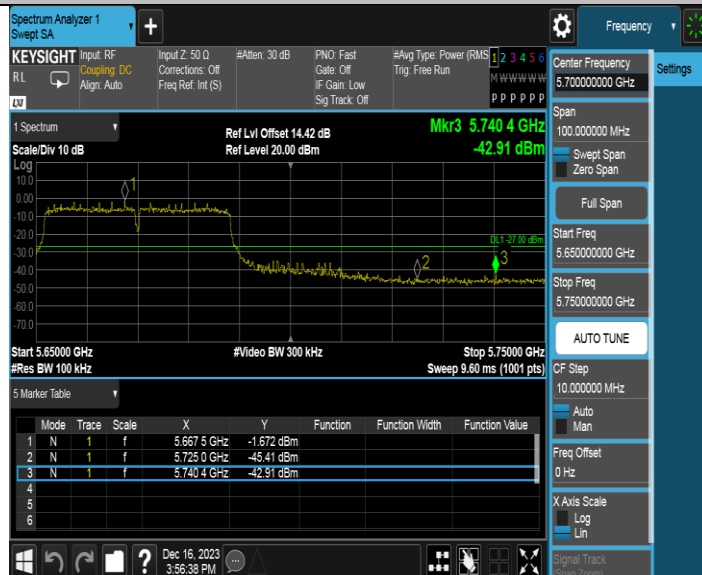 Spectrum Analyzer 1
Swept SA
+
Frequency
KEYSIGHT
RL
LXI
Input: RF
Coupling: DC
Align: Auto
Input Z: 50 Ω
Corrections: Off
Freq Ref: Int (S)
#Atten: 30 dB
PNO: Fast
Gate: Off
IF Gain: Low
Sig Track: Off
#Avg Type: Power (RMS
Trig: Free Run
1 2 3 4 5 6
M W W W W W
P P P P P P
1 Spectrum
Scale/Div 10 dB
Ref Lvl Offset 14.42 dB
Ref Level 20.00 dBm
Mkr3 5.740 4 GHz
-42.91 dBm
Log
10.0
0.00
-10.0
-20.0
-30.0
-40.0
-50.0
-60.0
-70.0
1
DL1 -27.00 dBm
2
3
Start 5.65000 GHz
#Res BW 100 kHz
#Video BW 300 kHz
Stop 5.75000 GHz
Sweep 9.60 ms (1001 pts)
5 Marker Table
Mode Trace Scale X Y Function Function Width Function Value
1 N 1 f 5.667 5 GHz -1.672 dBm
2 N 1 f 5.725 0 GHz -45.41 dBm
3 N 1 f 5.740 4 GHz -42.91 dBm
4
5
6
?
Dec 16, 2023
3:56:38 PM
Center Frequency
5.700000000 GHz
Settings
Span
100.000000 MHz
Swept Span
Zero Span
Full Span
Start Freq
5.650000000 GHz
Stop Freq
5.750000000 GHz
AUTO TUNE
CF Step
10.000000 MHz
Auto
Man
Freq Offset
0 Hz
X Axis Scale
Log
Lin
Signal Track
(Span Zoom)